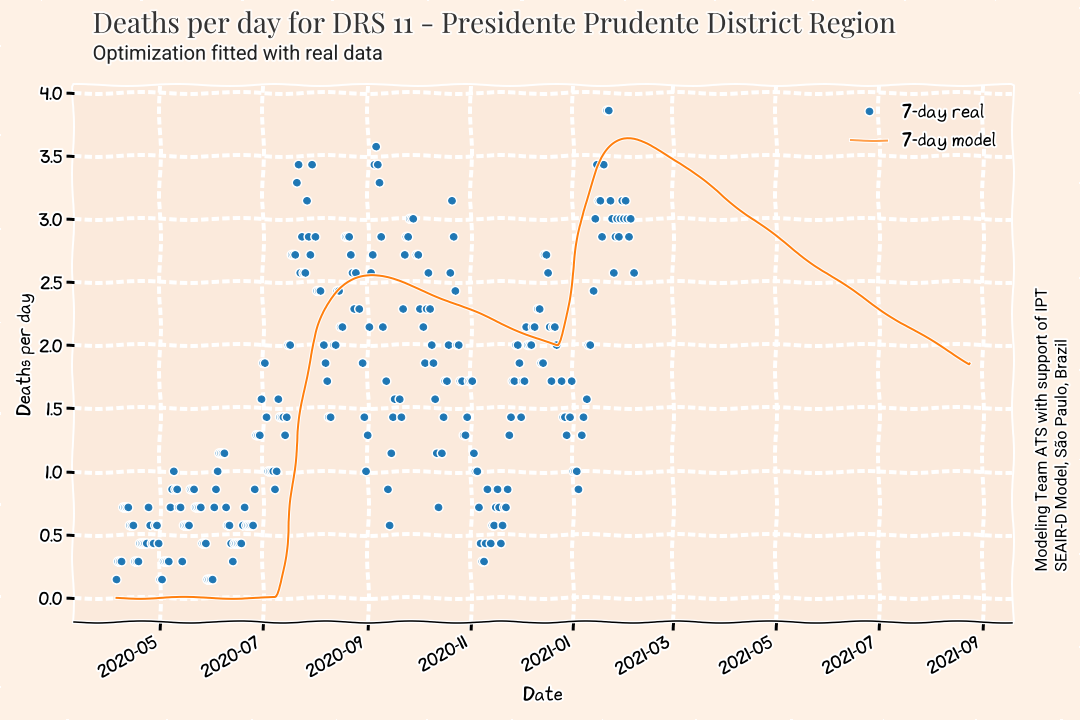 Deaths per day for DRS 11 - Presidente Prudente District Region
Optimization fitted with real data
7-day real
7-day model
Deaths per day
4.0
3.5
3.0
2.5
2.0
1.5
1.0
0.5
0.0
2020-05
2020-07
2020-09
2020-11
2021-01
2021-03
2021-05
2021-07
2021-09
Date
Modeling Team ATS with support of IPT
SEAIR-D Model, São Paulo, Brazil